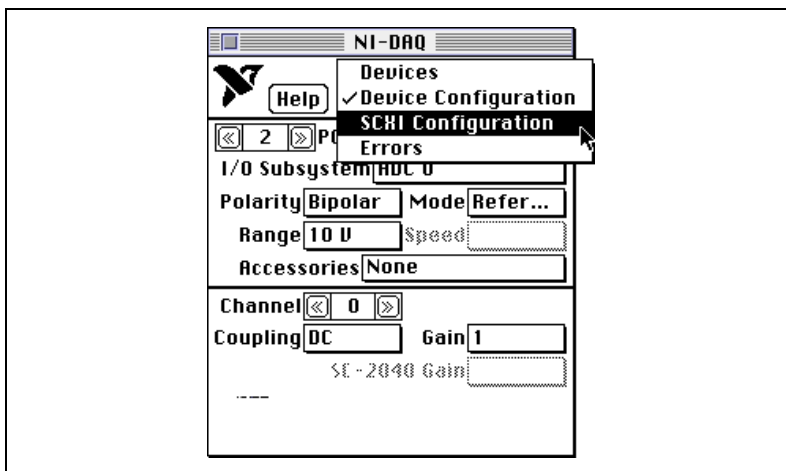 NI-DAQ
Help
Devices
✓Device Configuration
SCXI Configuration
Errors
2
I/O Subsystem ADC 0
Polarity Bipolar Mode Refer...
Range 10 V Speed
Accessories None
Channel 0
Coupling DC Gain 1
SC-2040 Gain